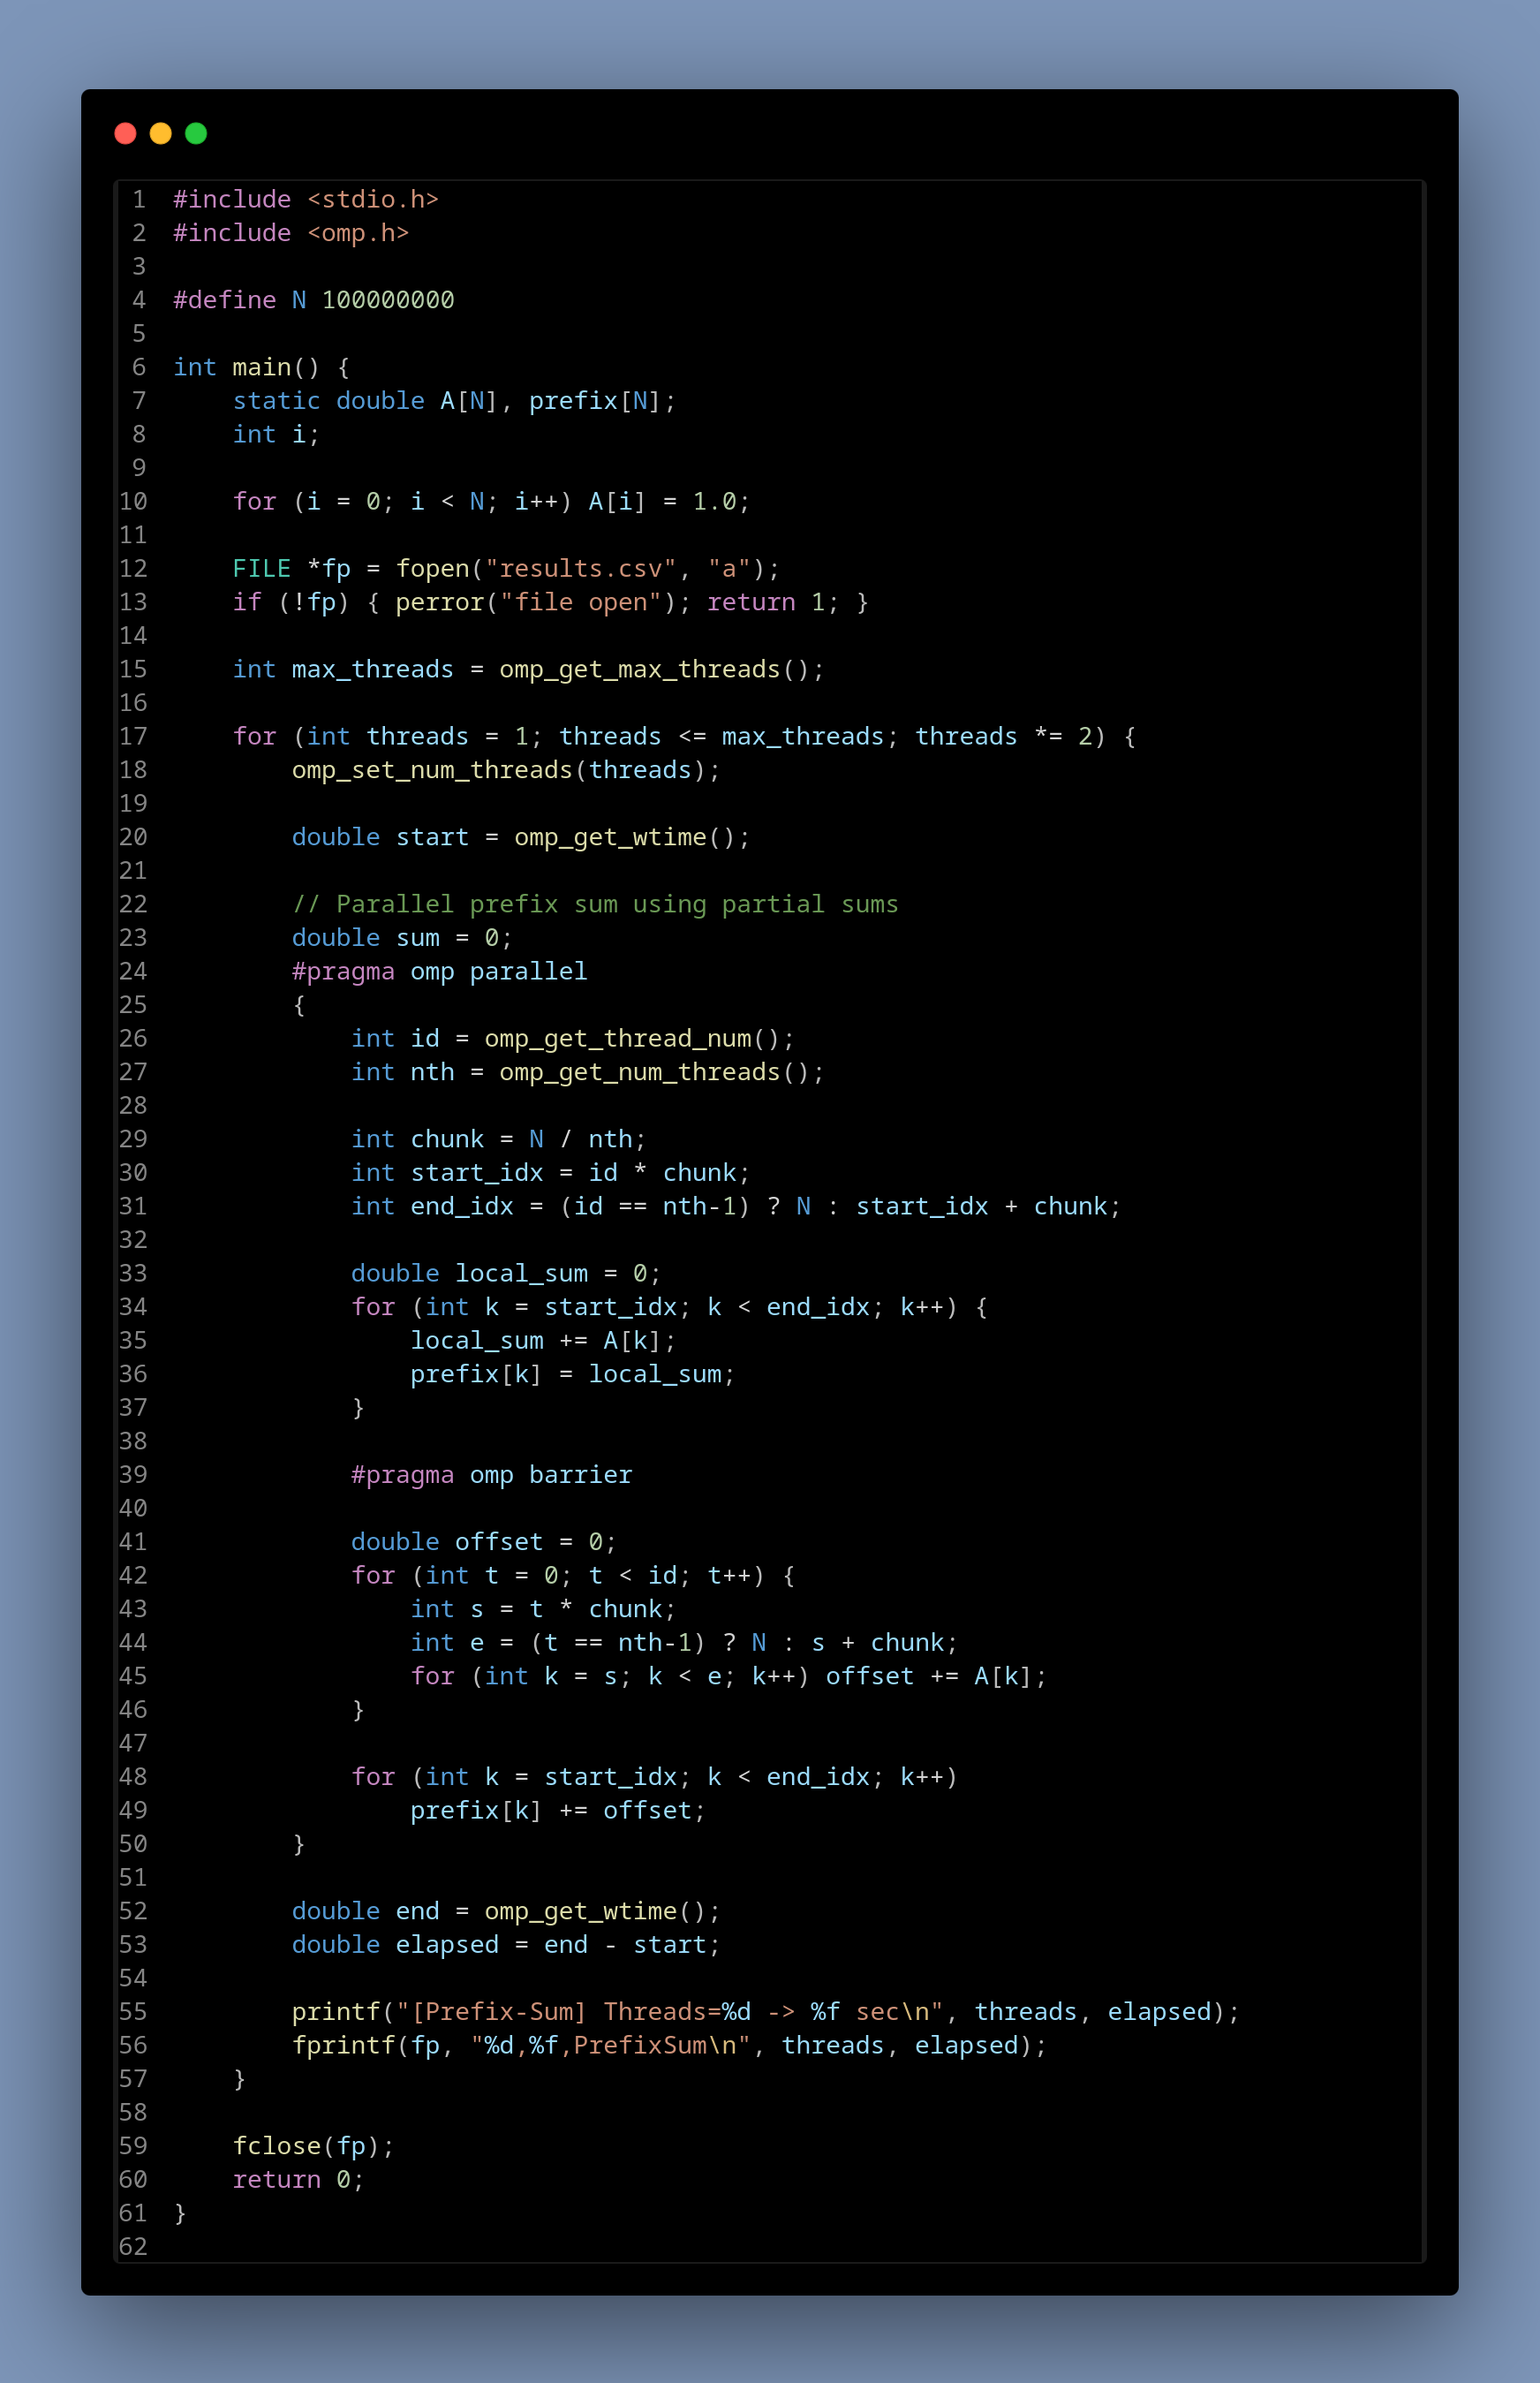 1 #include <stdio.h>
2 #include <omp.h>
3
4 #define N 100000000
5
6 int main() {
7     static double A[N], prefix[N];
8     int i;
9
10     for (i = 0; i < N; i++) A[i] = 1.0;
11
12     FILE *fp = fopen("results.csv", "a");
13     if (!fp) { perror("file open"); return 1; }
14
15     int max_threads = omp_get_max_threads();
16
17     for (int threads = 1; threads <= max_threads; threads *= 2) {
18         omp_set_num_threads(threads);
19
20         double start = omp_get_wtime();
21
22         // Parallel prefix sum using partial sums
23         double sum = 0;
24         #pragma omp parallel
25         {
26             int id = omp_get_thread_num();
27             int nth = omp_get_num_threads();
28
29             int chunk = N / nth;
30             int start_idx = id * chunk;
31             int end_idx = (id == nth-1) ? N : start_idx + chunk;
32
33             double local_sum = 0;
34             for (int k = start_idx; k < end_idx; k++) {
35                 local_sum += A[k];
36                 prefix[k] = local_sum;
37             }
38
39             #pragma omp barrier
40
41             double offset = 0;
42             for (int t = 0; t < id; t++) {
43                 int s = t * chunk;
44                 int e = (t == nth-1) ? N : s + chunk;
45                 for (int k = s; k < e; k++) offset += A[k];
46             }
47
48             for (int k = start_idx; k < end_idx; k++)
49                 prefix[k] += offset;
50         }
51
52         double end = omp_get_wtime();
53         double elapsed = end - start;
54
55         printf("[Prefix-Sum] Threads=%d -> %f sec\n", threads, elapsed);
56         fprintf(fp, "%d,%f,PrefixSum\n", threads, elapsed);
57     }
58
59     fclose(fp);
60     return 0;
61 }
62